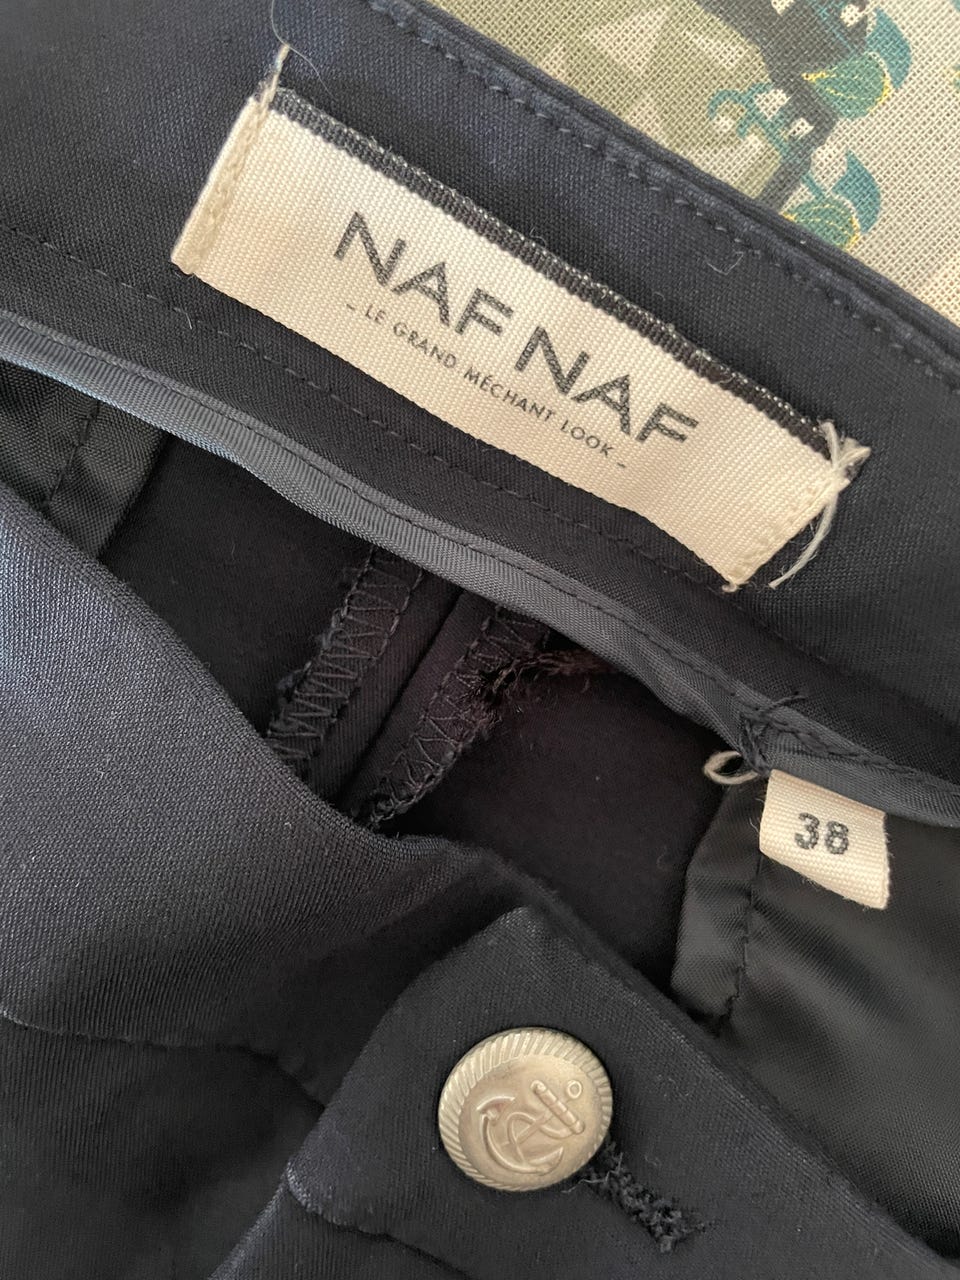 NAF NAF
- LE GRAND MÉCHANT LOOK -
38